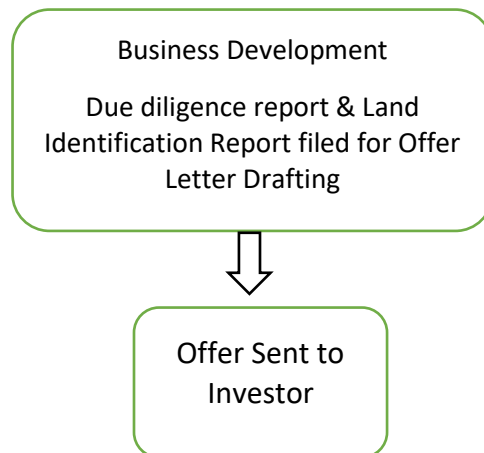 Business Development
Due diligence report & Land
Identification Report filed for Offer
Letter Drafting
Offer Sent to
Investor